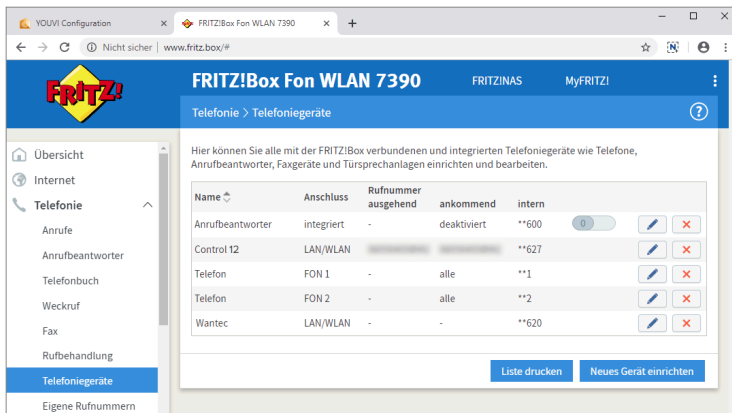 YOUVI Configuration
FRITZ!Box Fon WLAN 7390
Nicht sicher | www.fritz.box/#
FRITZ!
FRITZ!Box Fon WLAN 7390 FRITZ!NAS MyFRITZ!
Telefonie > Telefoniegeräte
Übersicht
Internet
Telefonie
Anrufe
Anrufbeantworter
Telefonbuch
Weckruf
Fax
Rufbehandlung
Telefoniegeräte
Eigene Rufnummern
Hier können Sie alle mit der FRITZ!Box verbundenen und integrierten Telefoniegeräte wie Telefone,
Anrufbeantworter, Faxgeräte und Türsprechanlagen einrichten und bearbeiten.
Name Anschluss Rufnummer ausgehend ankommend intern
Anrufbeantworter integriert - deaktiviert **600 0
Control 12 LAN/WLAN **627
Telefon FON 1 - alle **1
Telefon FON 2 - alle **2
Wantec LAN/WLAN - - **620
Liste drucken Neues Gerät einrichten